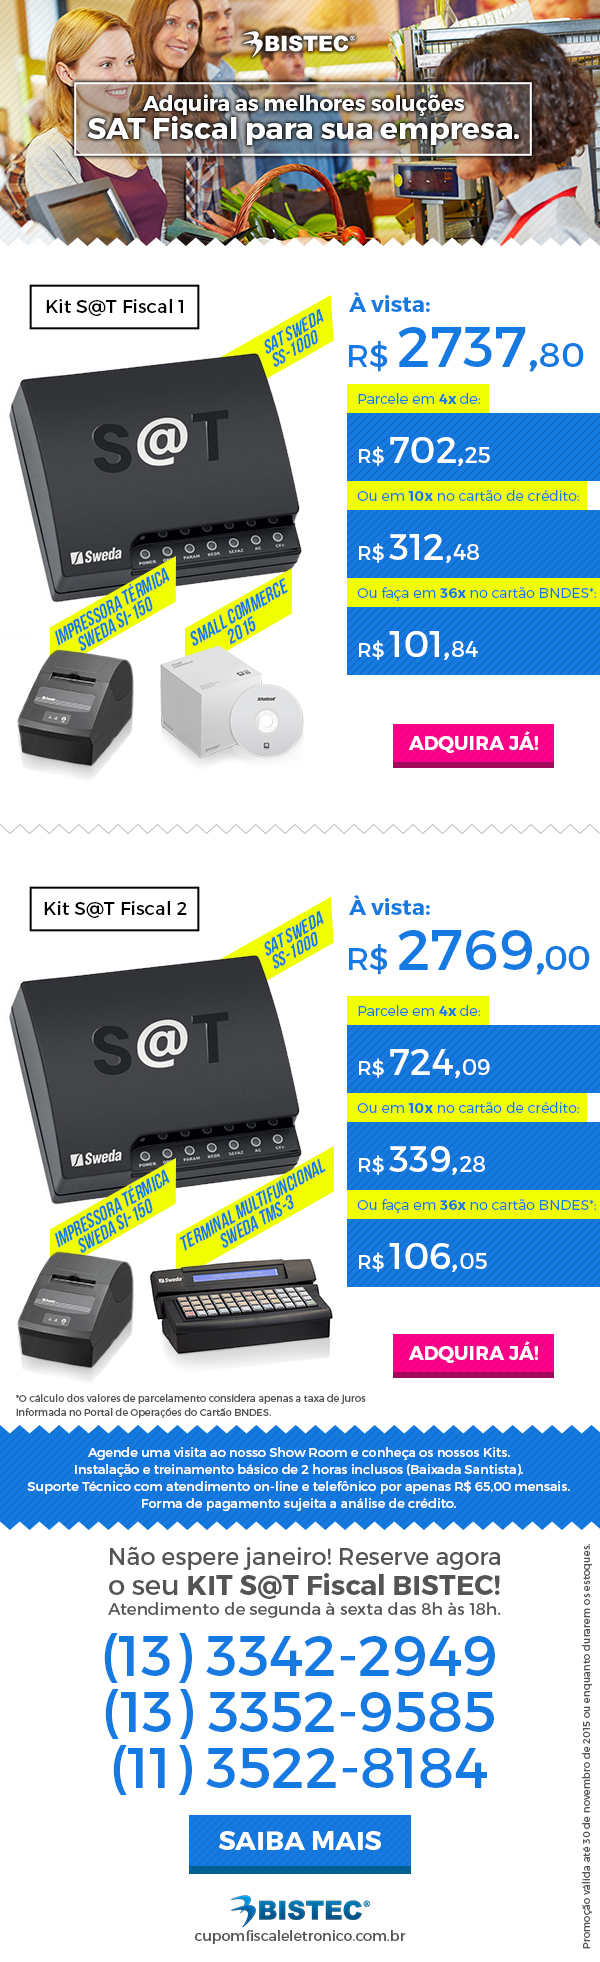 BISTEC®
Adquira as melhores soluções
SAT Fiscal para sua empresa.
Kit S@T Fiscal 1
SAT SWEDA
SS-1000
S@T
Sweda
POWER
PARAM
REDE
SEFAZ
AC
IMPRESSORA TÉRMICA
SWEDA SI-150
SMALL COMMERCE
2015
À vista:
R$ 2737,80
Parcele em 4x de:
R$ 702,25
Ou em 10x no cartão de crédito:
R$ 312,48
Ou faça em 36x no cartão BNDES*:
R$ 101,84
ADQUIRA JÁ!
Kit S@T Fiscal 2
SAT SWEDA
SS-1000
S@T
Sweda
POWER
PARAM
REDE
SEFAZ
AC
IMPRESSORA TÉRMICA
SWEDA SI-150
TERMINAL MULTIFUNCIONAL
SWEDA TMS-3
Sweda
À vista:
R$ 2769,00
Parcele em 4x de:
R$ 724,09
Ou em 10x no cartão de crédito:
R$ 339,28
Ou faça em 36x no cartão BNDES*:
R$ 106,05
ADQUIRA JÁ!
*O cálculo dos valores de parcelamento considera apenas a taxa de juros
informada no Portal de Operações do Cartão BNDES.
Agende uma visita ao nosso Show Room e conheça os nossos Kits.
Instalação e treinamento básico de 2 horas inclusos (Baixada Santista).
Suporte Técnico com atendimento on-line e telefônico por apenas R$ 65,00 mensais.
Forma de pagamento sujeita a análise de crédito.
Não espere janeiro! Reserve agora
o seu KIT S@T Fiscal BISTEC!
Atendimento de segunda à sexta das 8h às 18h.
(13) 3342-2949
(13) 3352-9585
(11) 3522-8184
SAIBA MAIS
BISTEC®
cupomfiscaleletronico.com.br
Promoção válida até 30 de novembro de 2015 ou enquanto durarem os estoques.